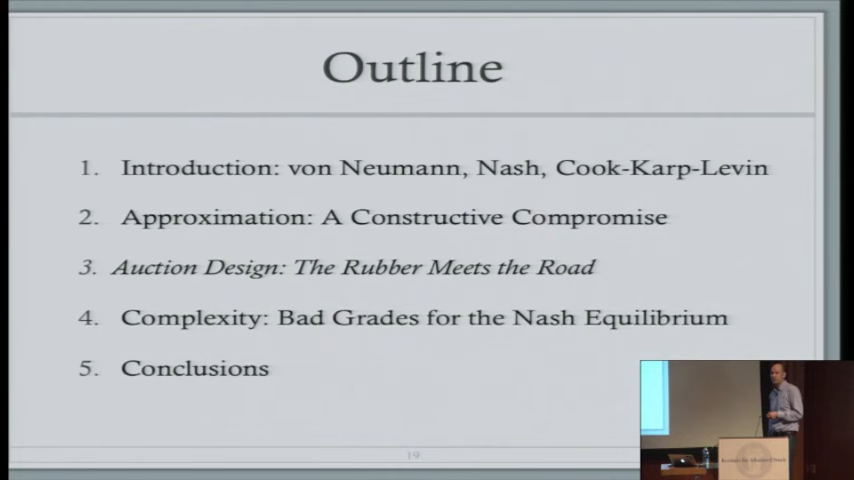 Outline
1. Introduction: von Neumann, Nash, Cook-Karp-Levin
2. Approximation: A Constructive Compromise
3. Auction Design: The Rubber Meets the Road
4. Complexity: Bad Grades for the Nash Equilibrium
5. Conclusions
19